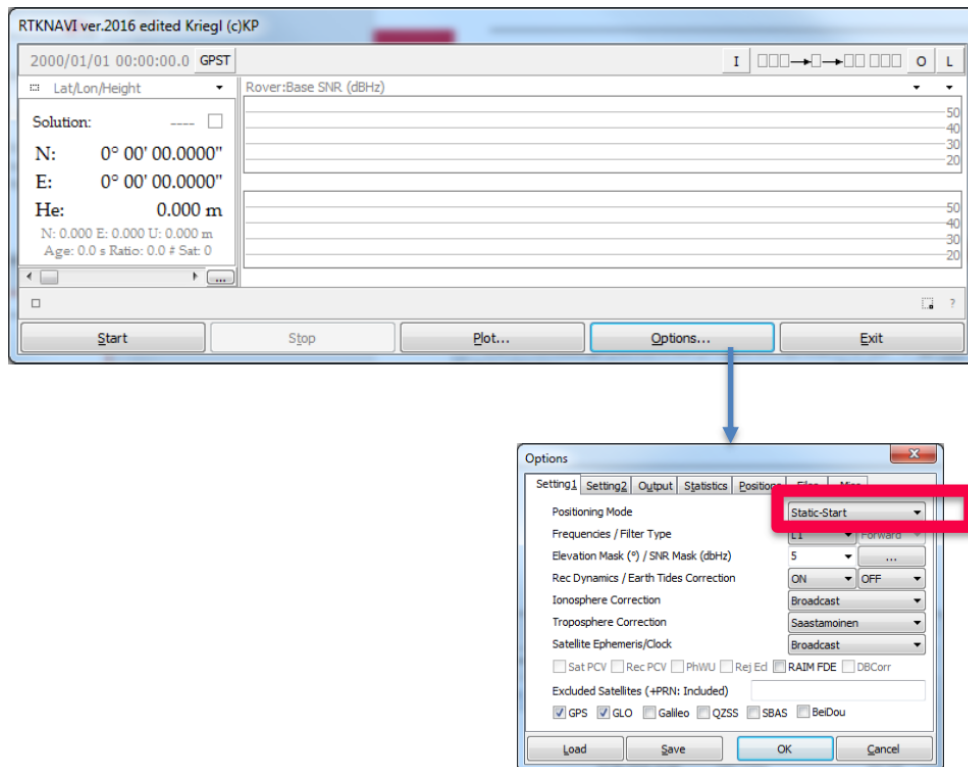 RTKNAVI ver.2016 edited Kriegl (c)KP
2000/01/01 00:00:00.0 GPST I O L
Lat/Lon/Height Rover:Base SNR (dBHz)
Solution: ----
N: 0° 00' 00.0000"
E: 0° 00' 00.0000"
He: 0.000 m
N: 0.000 E: 0.000 U: 0.000 m
Age: 0.0 s Ratio: 0.0 # Sat: 0
50
40
30
20
50
40
30
20
...
?
Start Stop Plot... Options... Exit
Options
Setting1 Setting2 Output Statistics Positions Files Misc
Positioning Mode Static-Start
Frequencies / Filter Type L1 Forward
Elevation Mask (°) / SNR Mask (dbHz) 5 ...
Rec Dynamics / Earth Tides Correction ON OFF
Ionosphere Correction Broadcast
Troposphere Correction Saastamoinen
Satellite Ephemeris/Clock Broadcast
Sat PCV Rec PCV PhWU Rej Ecl RAIM FDE DBCorr
Excluded Satellites (+PRN: Included)
GPS GLO Galileo QZSS SBAS BeiDou
Load Save OK Cancel